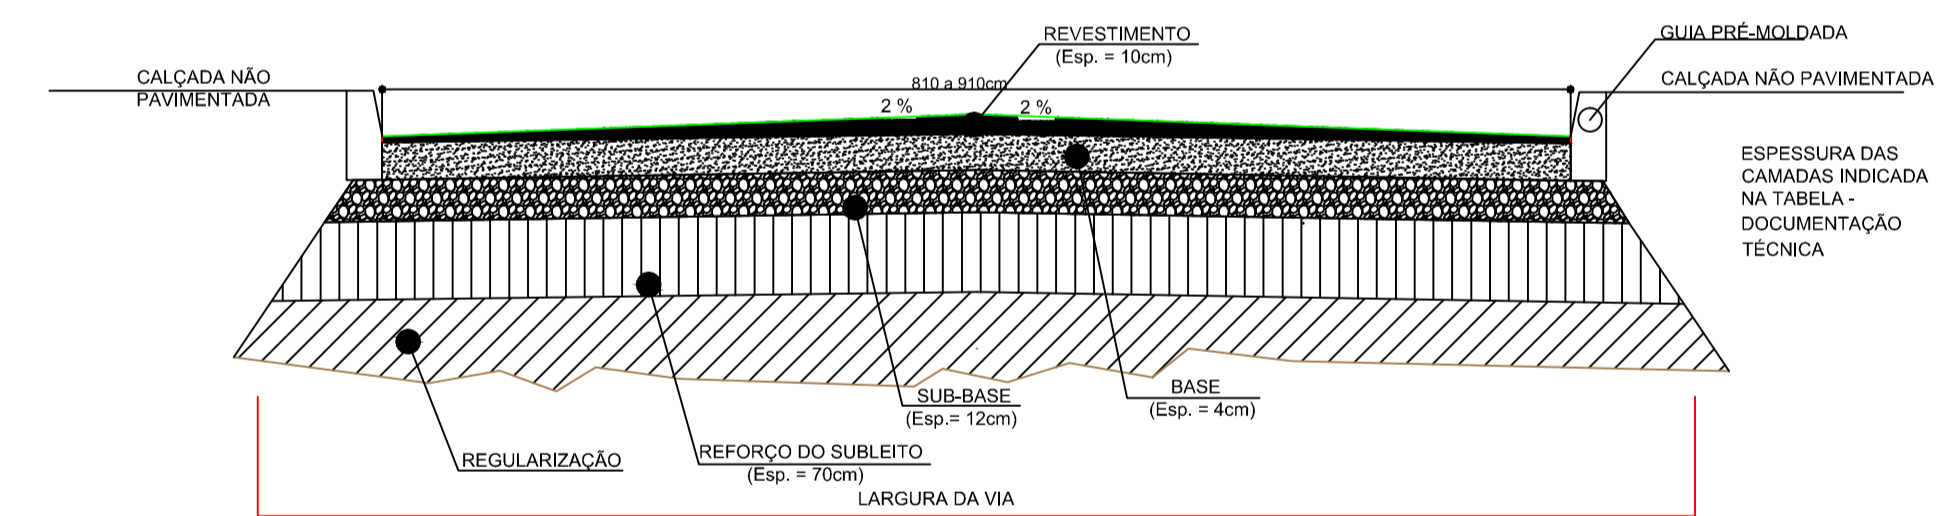 REVESTIMENTO
(Esp. = 10cm)
GUIA PRÉ-MOLDADA
CALÇADA NÃO
PAVIMENTADA
CALÇADA NÃO PAVIMENTADA
810 a 910cm
2 %
2 %
ESPESSURA DAS
CAMADAS INDICADA
NA TABELA -
DOCUMENTAÇÃO
TÉCNICA
SUB-BASE
(Esp.= 12cm)
BASE
(Esp. = 4cm)
REGULARIZAÇÃO
REFORÇO DO SUBLEITO
(Esp. = 70cm)
LARGURA DA VIA